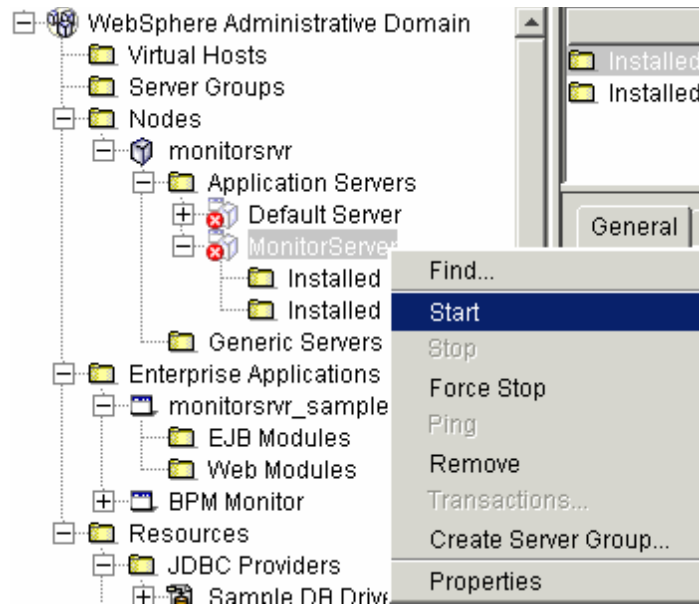 WebSphere Administrative Domain
Virtual Hosts
Server Groups
Nodes
monitorsrvr
Application Servers
Default Server
MonitorServer
Installed
Installed
Generic Servers
Enterprise Applications
monitorsrvr_sample
EJB Modules
Web Modules
BPM Monitor
Resources
JDBC Providers
Sample DB Drive
Installed
Installed
General
Find...
Start
Stop
Force Stop
Ping
Remove
Transactions...
Create Server Group...
Properties